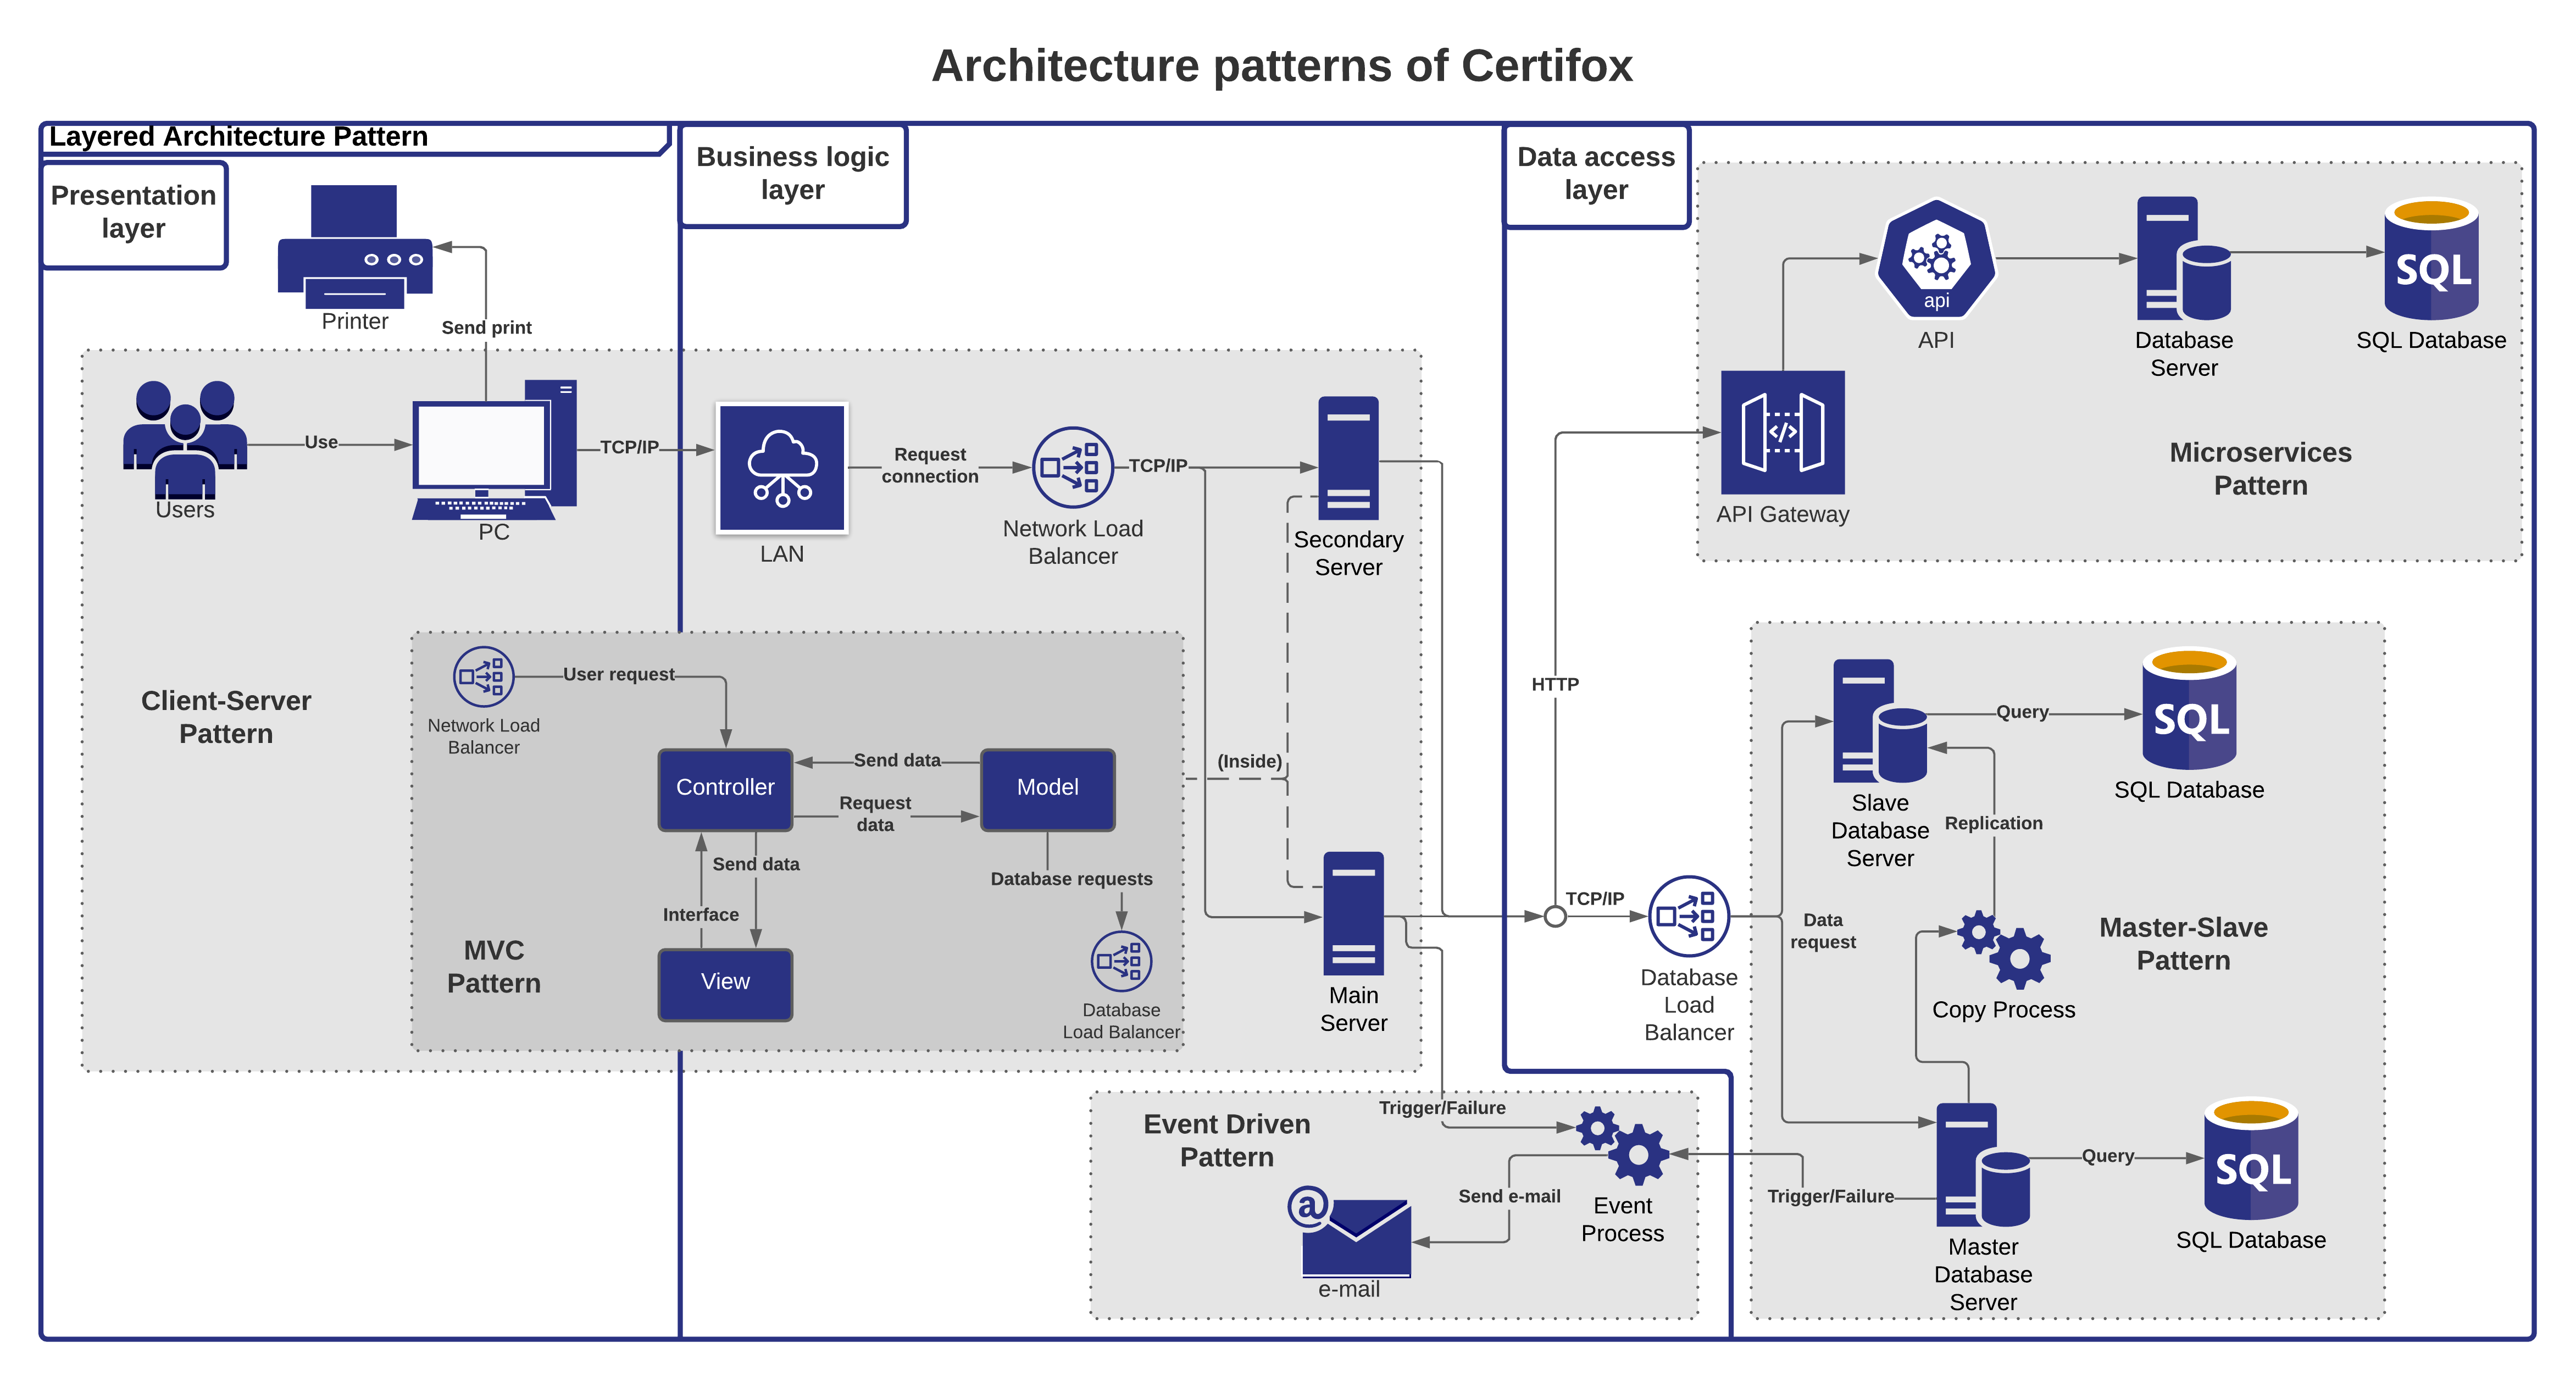 Architecture patterns of Certifox
Layered Architecture Pattern
Presentation
layer
Business logic
layer
Data access
layer
Printer
Send print
Users
Use
PC
TCP/IP
LAN
Request
connection
Network Load
Balancer
TCP/IP
Secondary
Server
Client-Server
Pattern
Network Load
Balancer
User request
Controller
Send data
Request
data
Model
Send data
Interface
View
Database requests
Database
Load Balancer
MVC
Pattern
(Inside)
Main
Server
HTTP
TCP/IP
Database
Load
Balancer
api
API
Database
Server
SQL
SQL Database
API Gateway
</>
Microservices
Pattern
Data
request
Slave
Database
Server
Query
SQL
SQL Database
Replication
Copy Process
Master-Slave
Pattern
Master
Database
Server
Query
SQL
SQL Database
Trigger/Failure
Event Driven
Pattern
Trigger/Failure
Event
Process
Send e-mail
@
e-mail